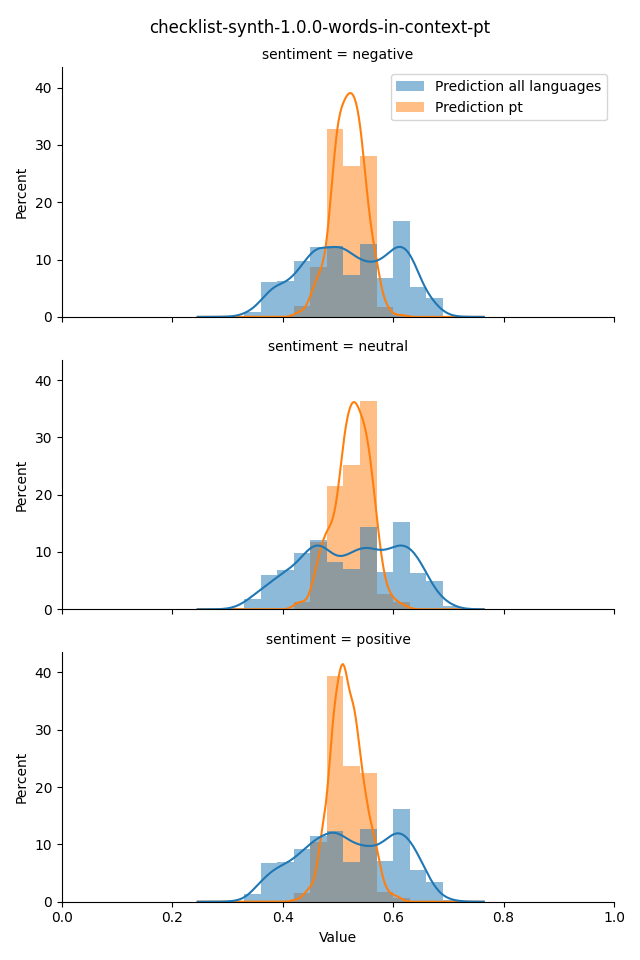 checklist-synth-1.0.0-words-in-context-pt
sentiment = negative
Prediction all languages
Prediction pt
40
30
20
10
0
Percent
sentiment = neutral
40
30
20
10
0
Percent
sentiment = positive
40
30
20
10
0
Percent
0.0 0.2 0.4 0.6 0.8 1.0
Value